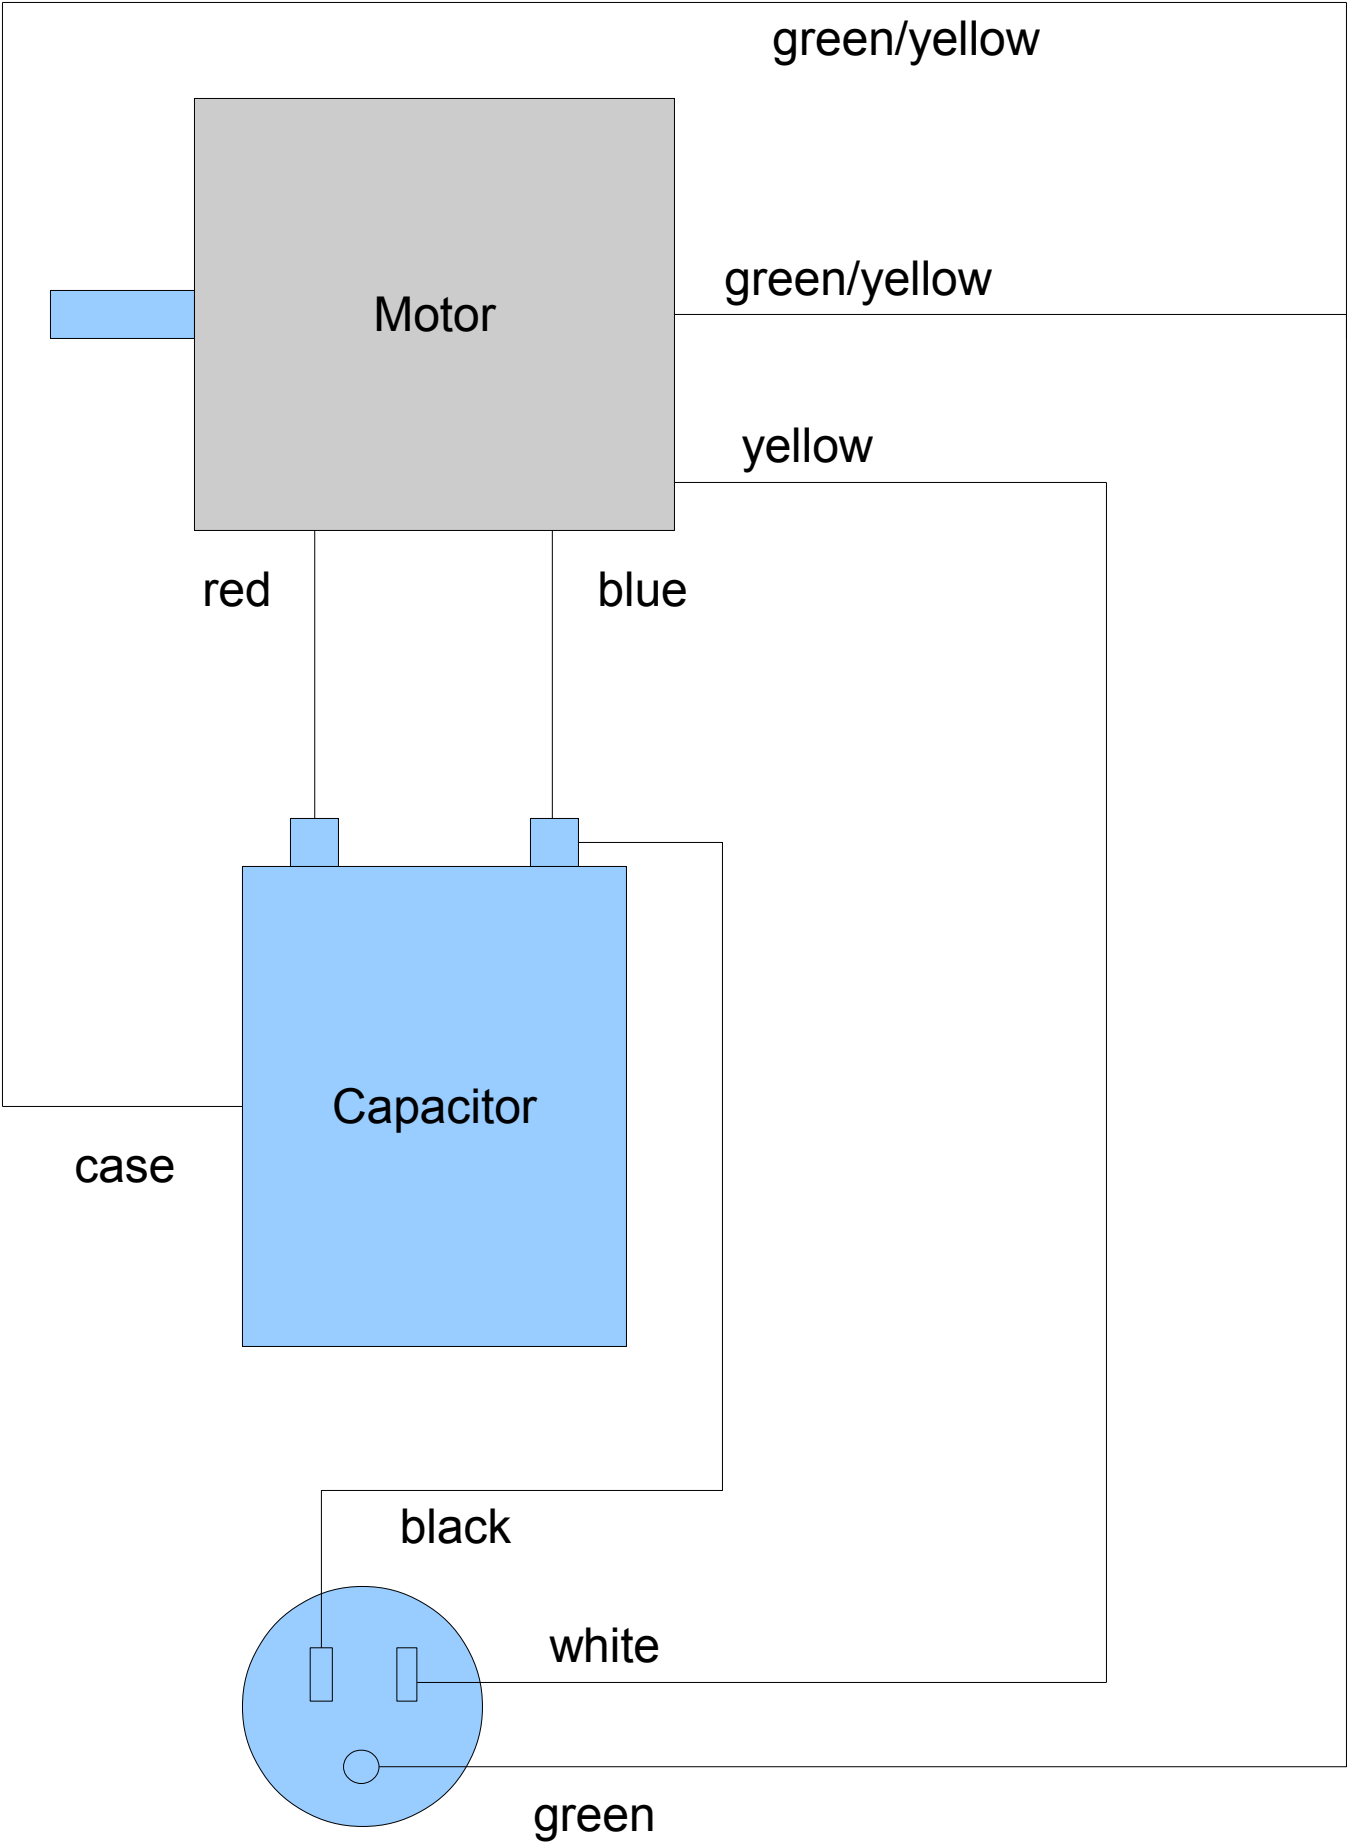 green/yellow
green/yellow
Motor
yellow
red
blue
Capacitor
case
black
white
green